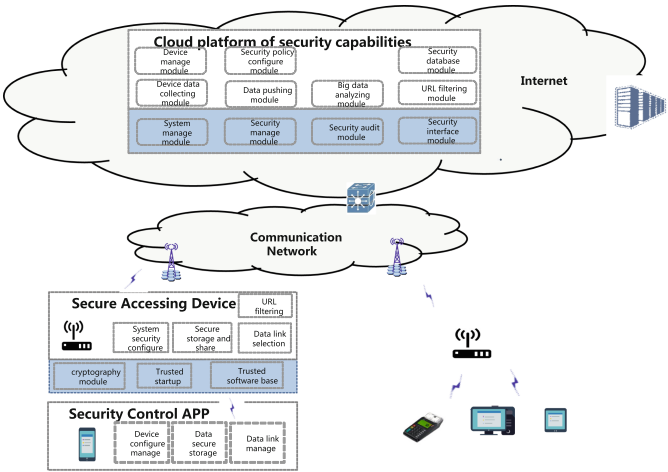 Cloud platform of security capabilities
Device
manage
module
Security policy
configure
module
Security
database
module
Internet
Device data
collecting
module
Data pushing
module
Big data
analyzing
module
URL filtering
module
System
manage
module
Security
manage
module
Security audit
module
Security
interface
module
Communication
Network
Secure Accessing Device
URL
filtering
System
security
configure
Secure
storage and
share
Data link
selection
cryptography
module
Trusted
startup
Trusted
software base
Security Control APP
Device
configure
manage
Data
secure
storage
Data link
manage